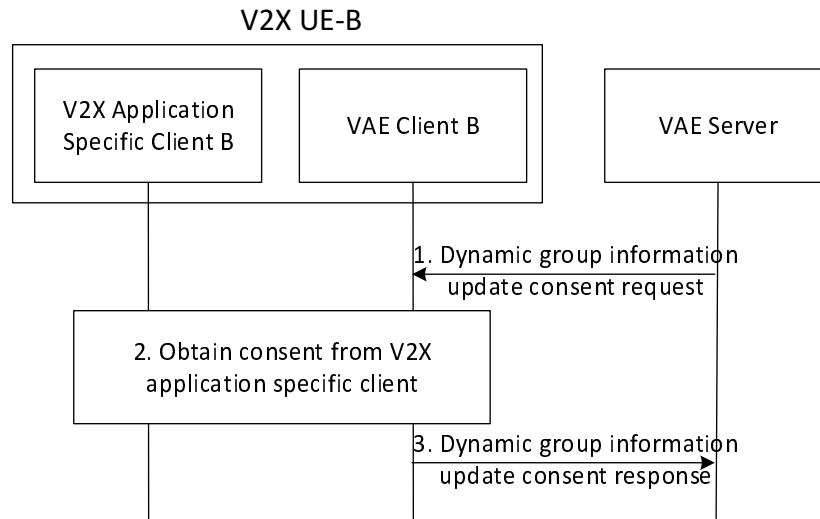 V2X UE-B
V2X Application
Specific Client B
VAE Client B
VAE Server
1. Dynamic group information
update consent request
2. Obtain consent from V2X
application specific client
3. Dynamic group information
update consent response